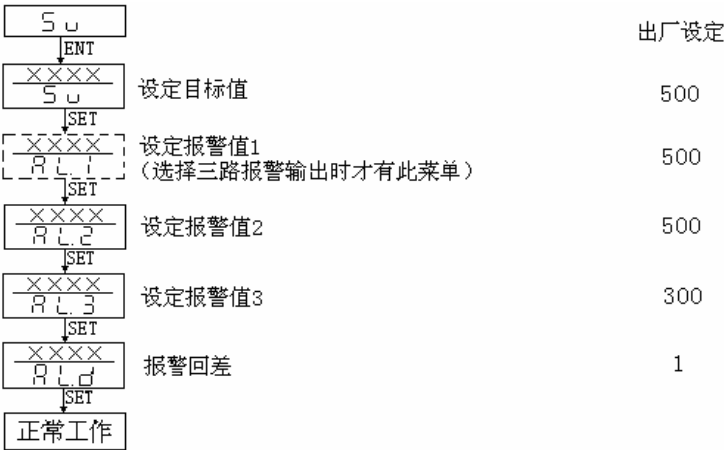 Su
出厂设定
ENT
XXXX
Su
设定目标值
500
SET
XXXX
AL.1
设定报警值1
(选择三路报警输出时才有此菜单)
500
SET
XXXX
AL.2
设定报警值2
500
SET
XXXX
AL.3
设定报警值3
300
SET
XXXX
AL.d
报警回差
1
SET
正常工作